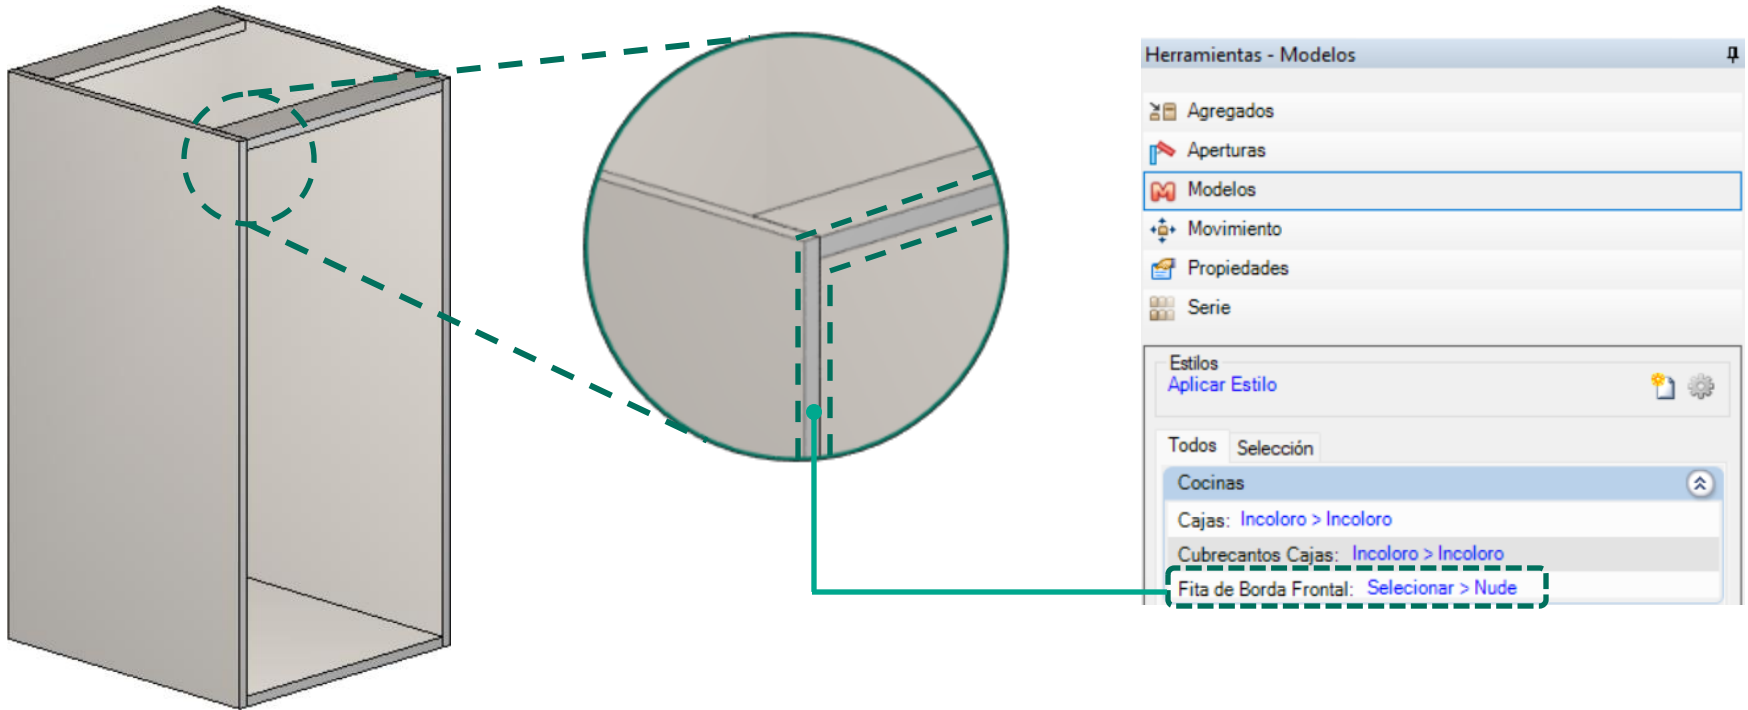 Herramientas - Modelos
Agregados
Aperturas
Modelos
Movimiento
Propiedades
Serie
Estilos
Aplicar Estilo
Todos Selección
Cocinas
Cajas: Incoloro > Incoloro
Cubrecantos Cajas: Incoloro > Incoloro
Fita de Borda Frontal: Selecionar > Nude